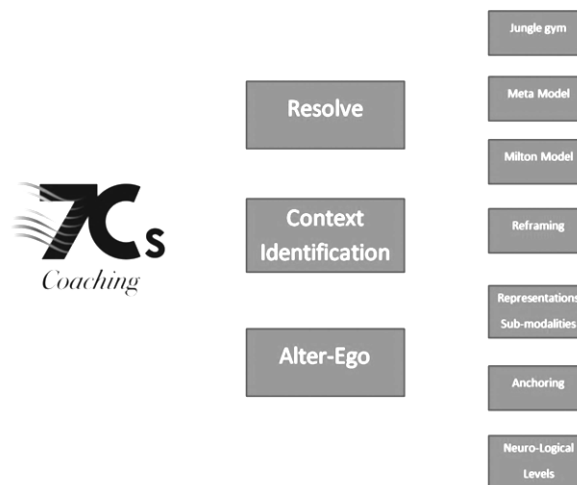 7Cs
Coaching
Resolve
Context
Identification
Alter-Ego
Jungle gym
Meta Model
Milton Model
Reframing
Representations
Sub-modalities
Anchoring
Neuro-Logical
Levels